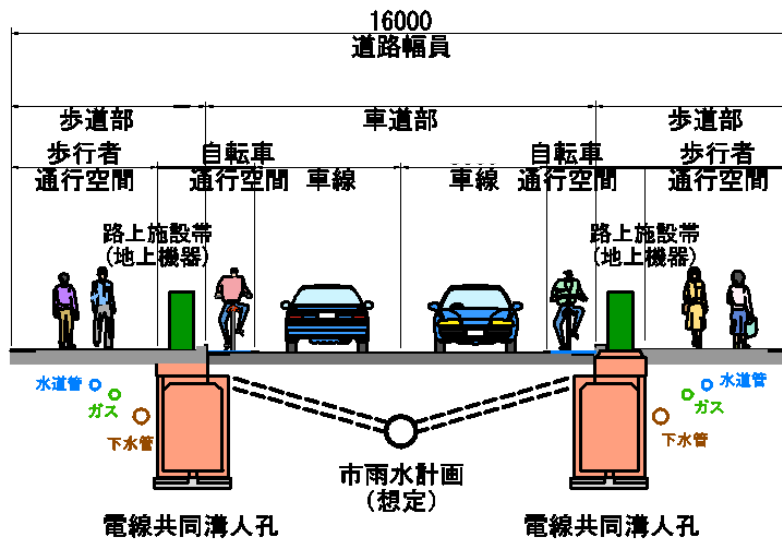 16000
道路幅員
歩道部 車道部 歩道部
歩行者 自転車 自転車 歩行者
通行空間 通行空間 車線 車線 通行空間 通行空間
路上施設帯 路上施設帯
(地上機器) (地上機器)
水道管 水道管
ガス ガス
下水管 下水管
市雨水計画
(想定)
電線共同溝人孔 電線共同溝人孔